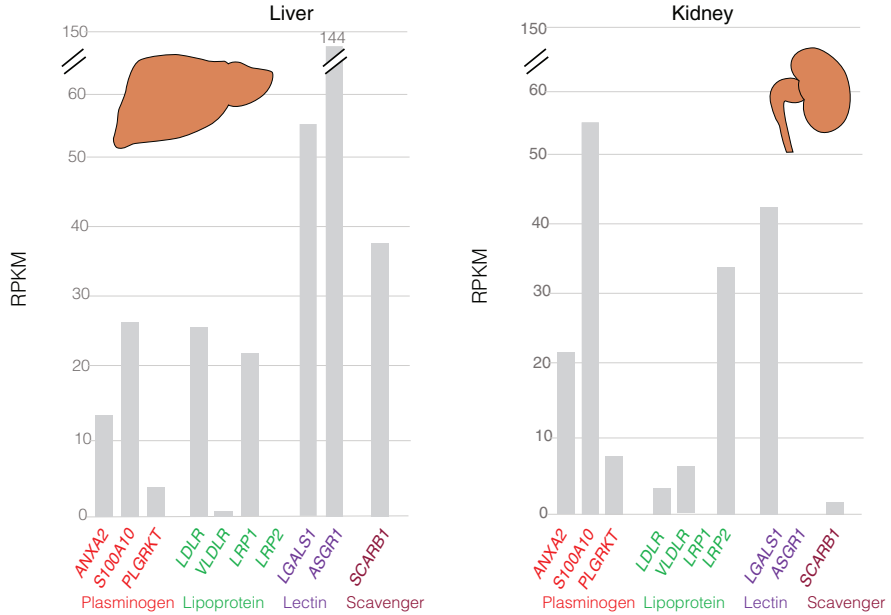 Liver
150
144
60
50
40
30
20
10
0
RPKM
ANXA2
S100A10
PLGRKT
LDLR
VLDLR
LRP1
LRP2
LGALS1
ASGR1
SCARB1
Plasminogen Lipoprotein Lectin Scavenger
Kidney
150
60
50
40
30
20
10
0
RPKM
ANXA2
S100A10
PLGRKT
LDLR
VLDLR
LRP1
LRP2
LGALS1
ASGR1
SCARB1
Plasminogen Lipoprotein Lectin Scavenger